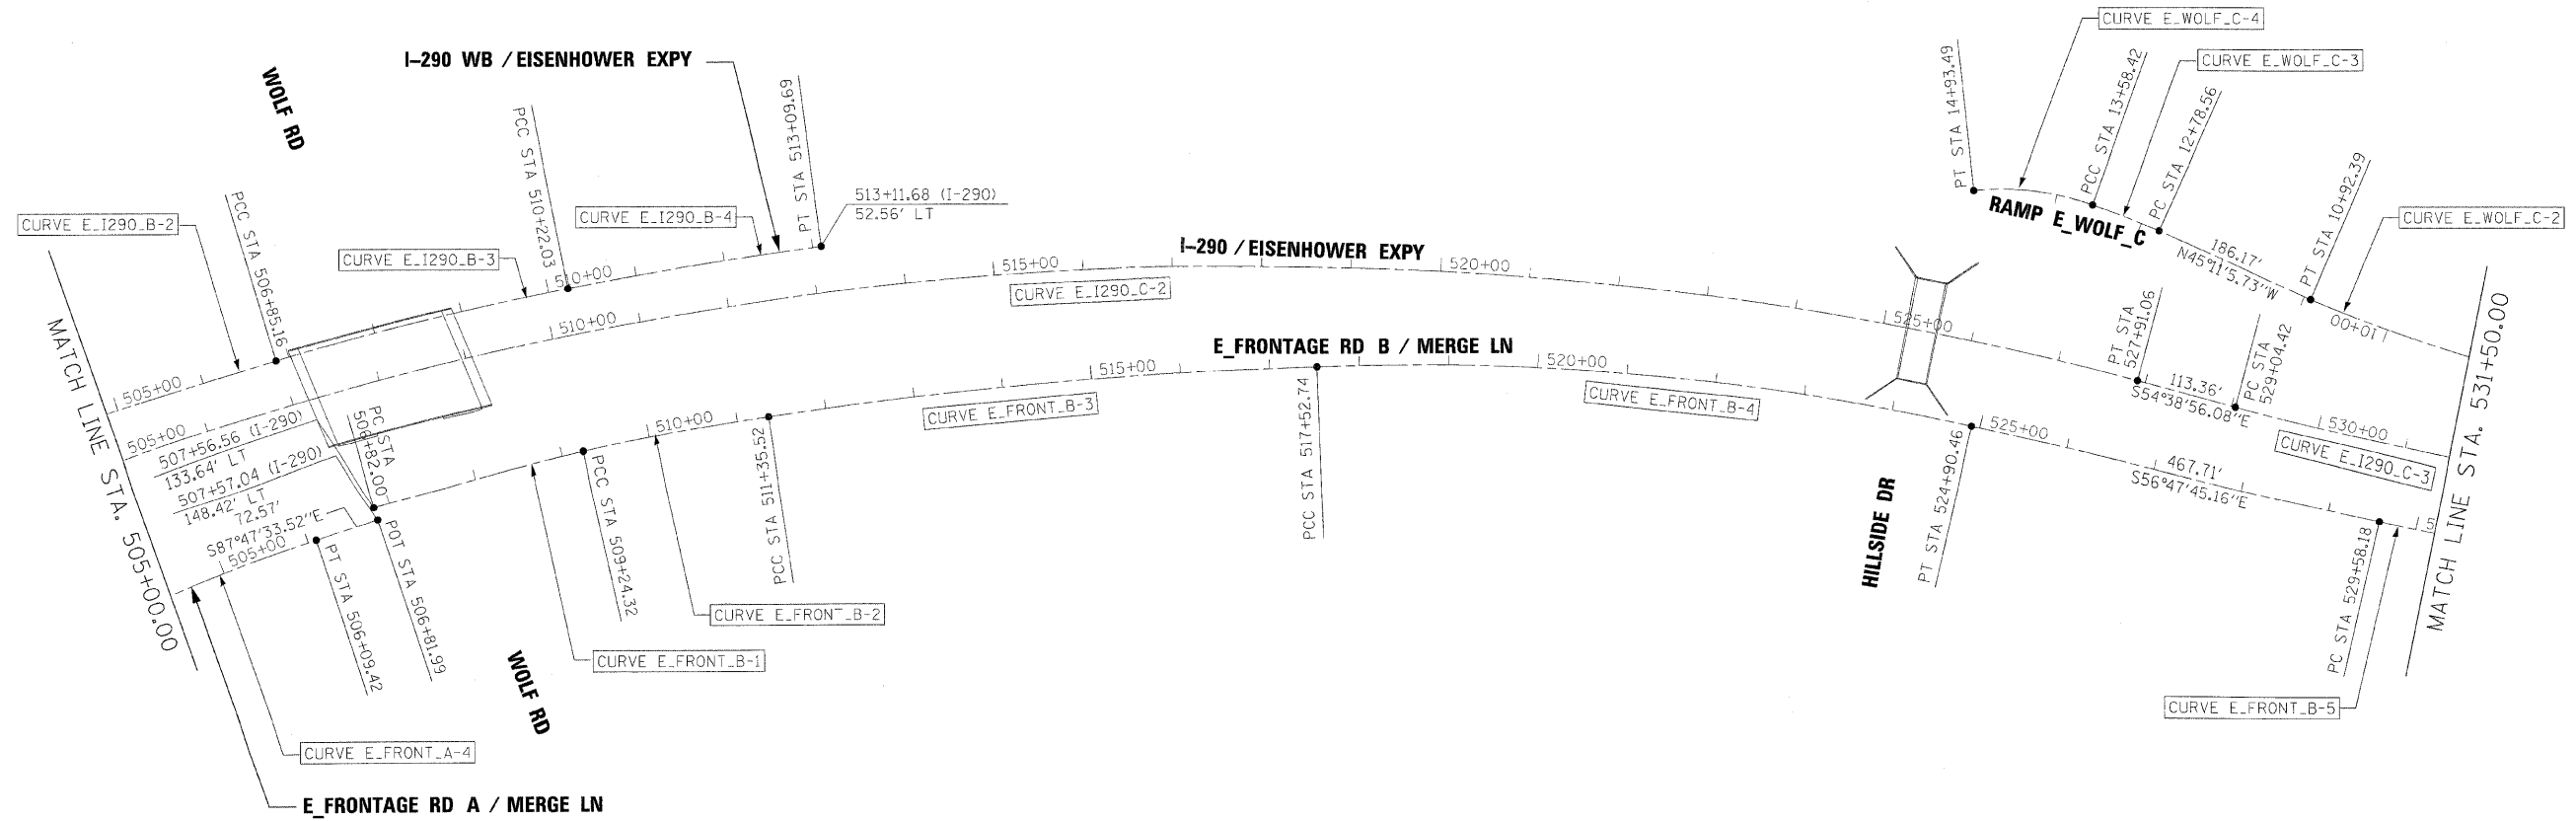 CURVE E_WOLF_C-4
I-290 WB / EISENHOWER EXPY
WOLF RD
CURVE E_WOLF_C-3
PT STA 14+93.49
PCC STA 13+58.42
PC STA 12+78.56
PT STA 10+92.39
PCC STA 510+22.03
PT STA 513+09.69
513+11.68 (I-290)
52.56' LT
PCC STA 506+85.16
CURVE E_I290_B-2
CURVE E_I290_B-4
CURVE E_I290_B-3
510+00
I-290 / EISENHOWER EXPY
RAMP E_WOLF_C
186.17'
N45°11'5.73"W
CURVE E_WOLF_C-2
10+00
515+00
520+00
CURVE E_I290_C-2
510+00
525+00
PT STA
527+91.06
PC STA
529+04.42
113.36'
S54°38'56.08"E
530+00
CURVE E_I290_C-3
MATCH LINE STA. 505+00.00
505+00
505+00
E_FRONTAGE RD B / MERGE LN
515+00
520+00
CURVE E_FRONT_B-3
CURVE E_FRONT_B-4
510+00
525+00
467.71'
S56°47'45.16"E
MATCH LINE STA. 531+50.00
507+56.56 (I-290)
133.64' LT
507+57.04 (I-290)
148.42' LT
72.57'
S87°47'33.52"E
505+00
PC STA
506+82.00
PT STA 506+09.42
POT STA 506+81.99
PCC STA 509+24.32
PCC STA 511+35.52
PCC STA 517+52.74
HILLSIDE DR
PT STA 524+90.46
PC STA 529+58.18
5
CURVE E_FRONT_B-2
CURVE E_FRONT_B-1
WOLF RD
CURVE E_FRONT_B-5
CURVE E_FRONT_A-4
E_FRONTAGE RD A / MERGE LN